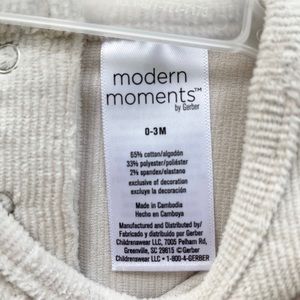 modern
moments™
by Gerber
0-3 M
65% cotton/algodón
33% polyester/poliéster
2% spandex/elastano
exclusive of decoration
excluye la decoración
Made in Cambodia
Hecho en Camboya
Manufactured and Distributed by/
Fabricado y distribuido por Gerber
Childrenswear LLC, 7005 Pelham Rd,
Greenville, SC 29615 ©Gerber
Childrenswear LLC • 1-800-4-GERBER